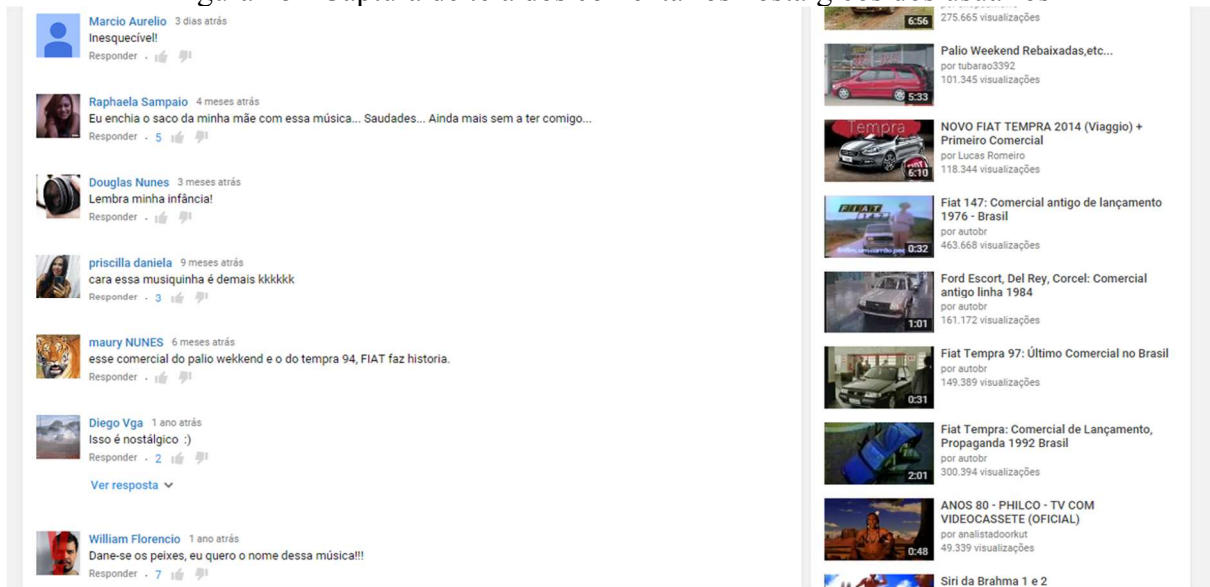 Marcio Aurelio 3 dias atrás
Inesquecível!
Responder
Raphaela Sampaio 4 meses atrás
Eu enchia o saco da minha mãe com essa música... Saudades... Ainda mais sem a ter comigo...
Responder · 5
Douglas Nunes 3 meses atrás
Lembra minha infância!
Responder
priscilla daniela 9 meses atrás
cara essa musiquinha é demais kkkkkk
Responder · 3
maury NUNES 6 meses atrás
esse comercial do palio wekkend e o do tempra 94, FIAT faz historia.
Responder
Diego Vga 1 ano atrás
Isso é nostálgico :)
Responder · 2
Ver resposta
William Florencio 1 ano atrás
Dane-se os peixes, eu quero o nome dessa música!!!
Responder · 7
6:56
275.665 visualizações
5:33
Palio Weekend Rebaixadas,etc...
por tubarao3392
101.345 visualizações
Tempra
6:10
NOVO FIAT TEMPRA 2014 (Viaggio) +
Primeiro Comercial
por Lucas Romeiro
118.344 visualizações
FIAT
147
0:32
Fiat 147: Comercial antigo de lançamento
1976 - Brasil
por autobr
463.668 visualizações
1:01
Ford Escort, Del Rey, Corcel: Comercial
antigo linha 1984
por autobr
161.172 visualizações
0:31
Fiat Tempra 97: Último Comercial no Brasil
por autobr
149.389 visualizações
2:01
Fiat Tempra: Comercial de Lançamento,
Propaganda 1992 Brasil
por autobr
300.394 visualizações
0:48
ANOS 80 - PHILCO - TV COM
VIDEOCASSETE (OFICIAL)
por analistadoorkut
49.339 visualizações
Siri da Brahma 1 e 2